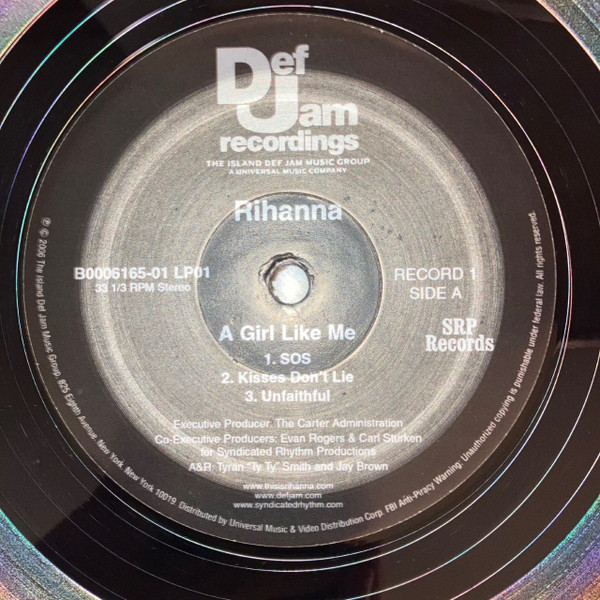 Def
Jam
recordings
THE ISLAND DEF JAM MUSIC GROUP
A UNIVERSAL MUSIC COMPANY
Rihanna
B0006165-01 LP01
33 1/3 RPM Stereo
RECORD 1
SIDE A
SRP
Records
A Girl Like Me
1. SOS
2. Kisses Don't Lie
3. Unfaithful
Executive Producer: The Carter Administration
Co-Executive Producers: Evan Rogers & Carl Sturken
for Syndicated Rhythm Productions
A&R: Tyran "Ty Ty" Smith and Jay Brown
www.thisisrihanna.com
www.defjam.com
www.syndicatedrhythm.com
℗ © 2006 The Island Def Jam Music Group, 825 Eighth Avenue, New York, New York 10019. Distributed by Universal Music & Video Distribution Corp. FBI Anti-Piracy Warning: Unauthorized copying is punishable under federal law. All rights reserved.